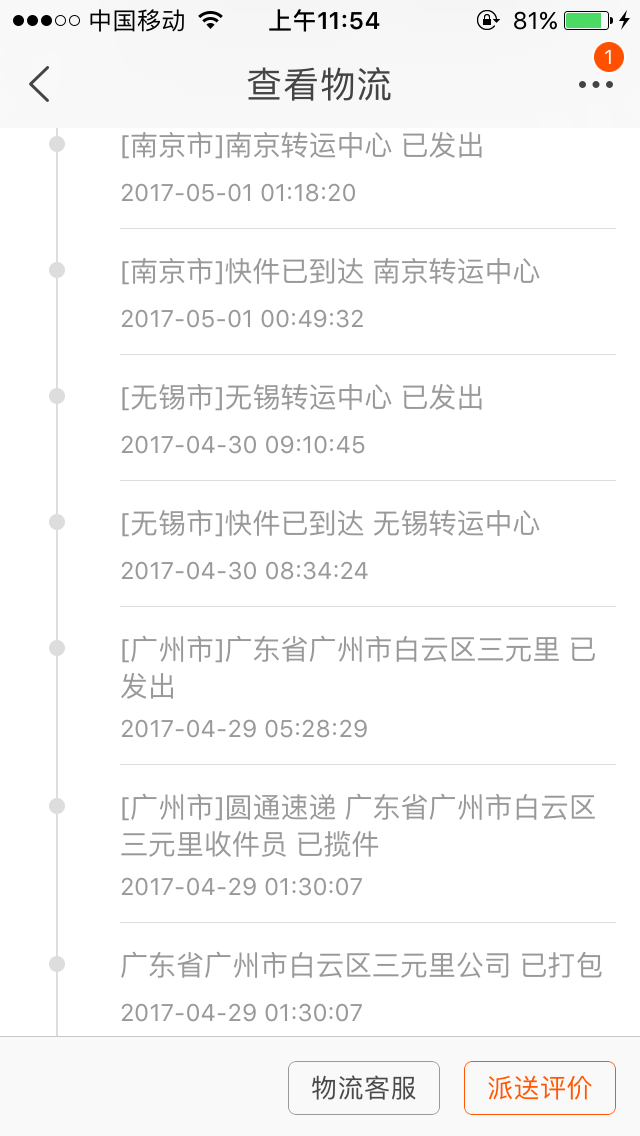 中国移动 上午11:54 81%
查看物流 1
[南京市]南京转运中心 已发出
2017-05-01 01:18:20
[南京市]快件已到达 南京转运中心
2017-05-01 00:49:32
[无锡市]无锡转运中心 已发出
2017-04-30 09:10:45
[无锡市]快件已到达 无锡转运中心
2017-04-30 08:34:24
[广州市]广东省广州市白云区三元里 已
发出
2017-04-29 05:28:29
[广州市]圆通速递 广东省广州市白云区
三元里收件员 已揽件
2017-04-29 01:30:07
广东省广州市白云区三元里公司 已打包
2017-04-29 01:30:07
物流客服 派送评价